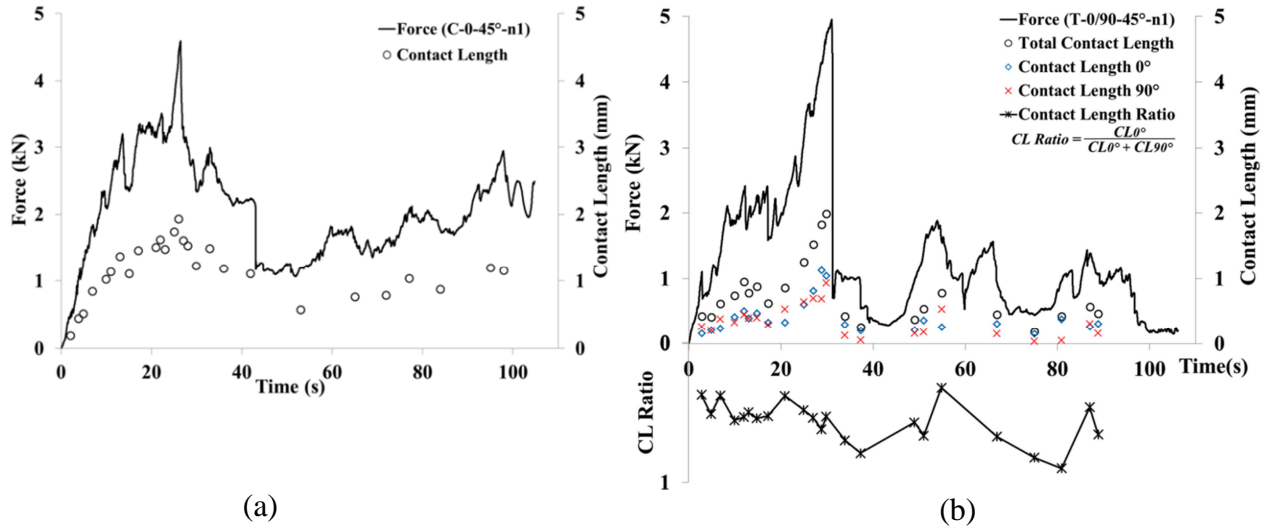 Force (C-0-45°-n1)
Contact Length
Force (kN)
5
4
3
2
1
0
0
20
40
60
80
100
Time (s)
5
4
3
2
1
0
Contact Length (mm)
(a)
Force (T-0/90-45°-n1)
Total Contact Length
Contact Length 0°
Contact Length 90°
Contact Length Ratio
CL Ratio = CL0° / CL0° + CL90°
Force (kN)
5
4
3
2
1
0
0
20
40
60
80
100
Time(s)
5
4
3
2
1
0
Contact Length (mm)
CL Ratio
1
(b)